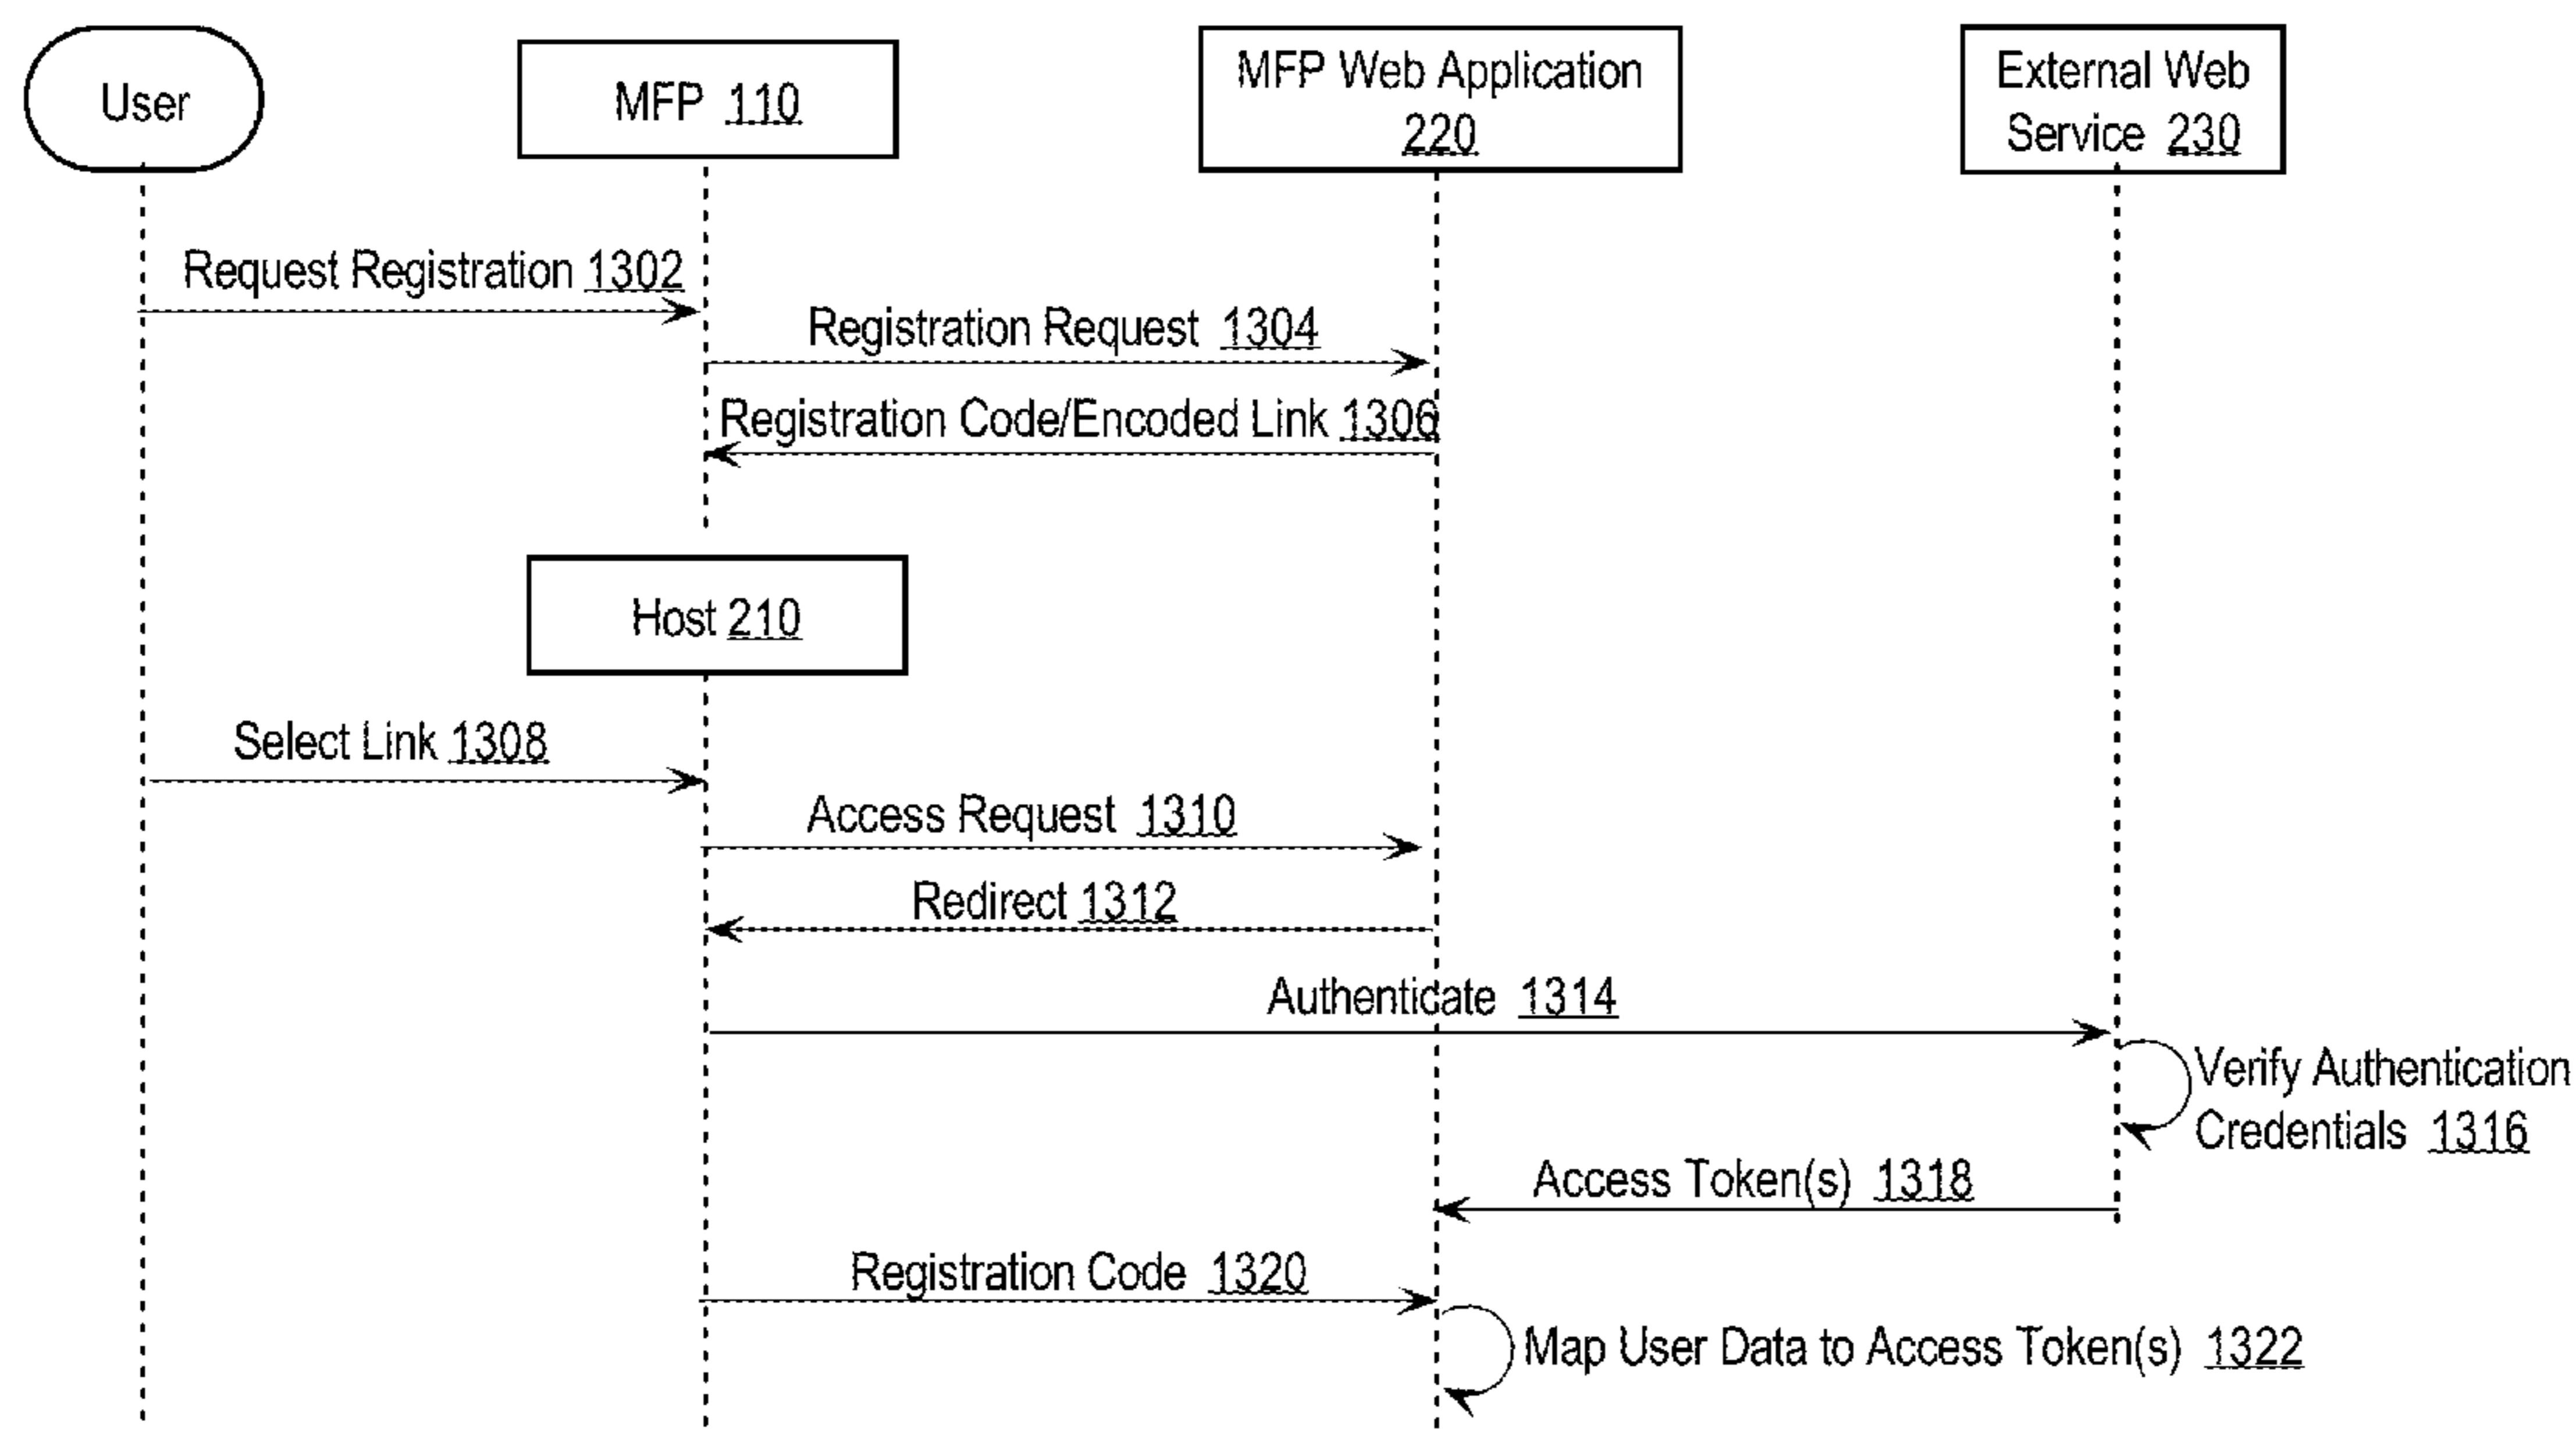 User
MFP 110
MFP Web Application
220
External Web
Service 230
Request Registration 1302
Registration Request 1304
Registration Code/Encoded Link 1306
Host 210
Select Link 1308
Access Request 1310
Redirect 1312
Authenticate 1314
Verify Authentication
Credentials 1316
Access Token(s) 1318
Registration Code 1320
Map User Data to Access Token(s) 1322